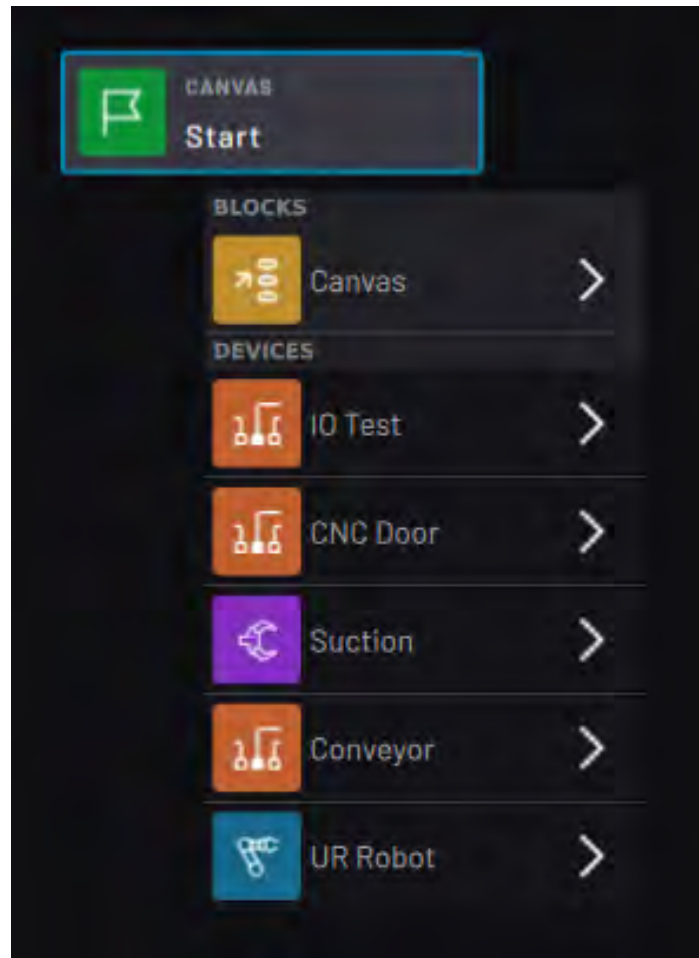 CANVAS
Start
BLOCKS
Canvas
DEVICES
IO Test
CNC Door
Suction
Conveyor
UR Robot